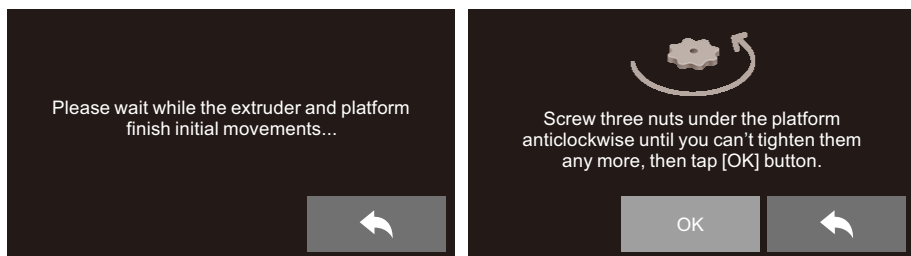 Please wait while the extruder and platform
finish initial movements...
Screw three nuts under the platform
anticlockwise until you can't tighten them
any more, then tap [OK] button.
OK